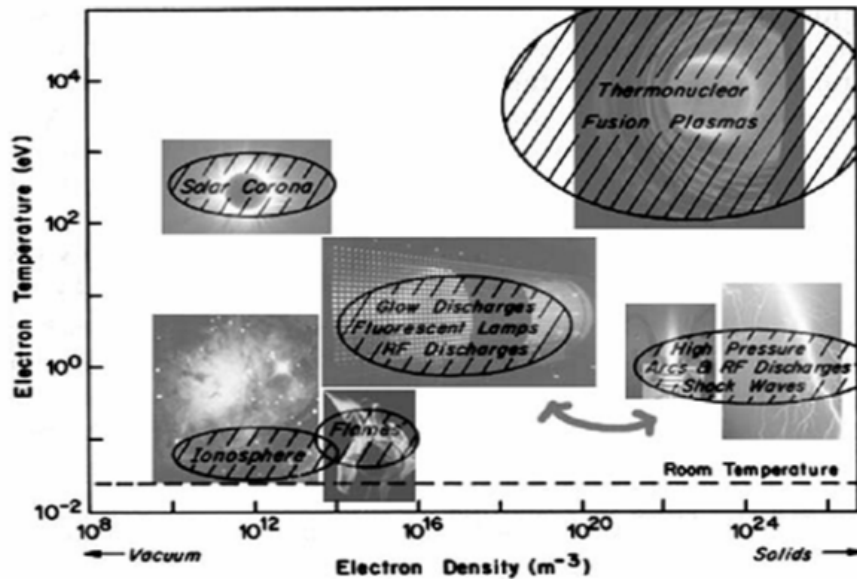 Electron Temperature (eV)
10⁴
10²
10⁰
10⁻²
Thermonuclear
Fusion Plasmas
Solar Corona
Glow Discharges
Fluorescent Lamps
RF Discharges
High Pressure
Arcs & RF Discharges
Shock Waves
Flames
Ionosphere
Room Temperature
10⁸
10¹²
10¹⁶
10²⁰
10²⁴
Vacuum
Electron Density (m⁻³)
Solids